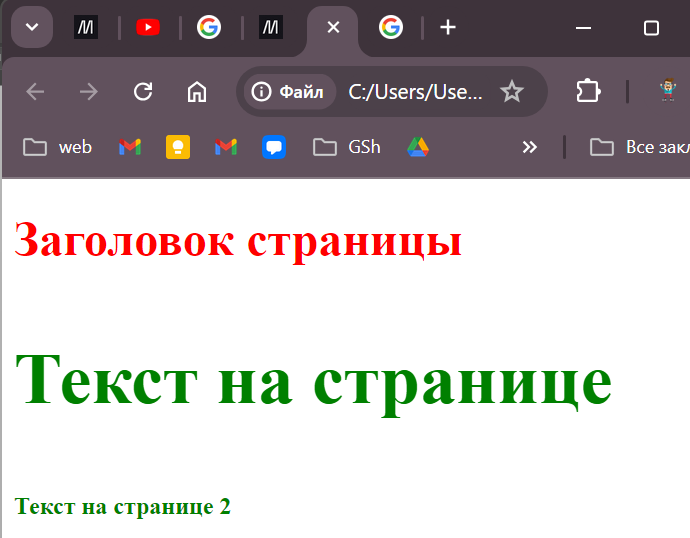 Файл C:/Users/Use...
web GSh Все закл
Заголовок страницы
Текст на странице
Текст на странице 2